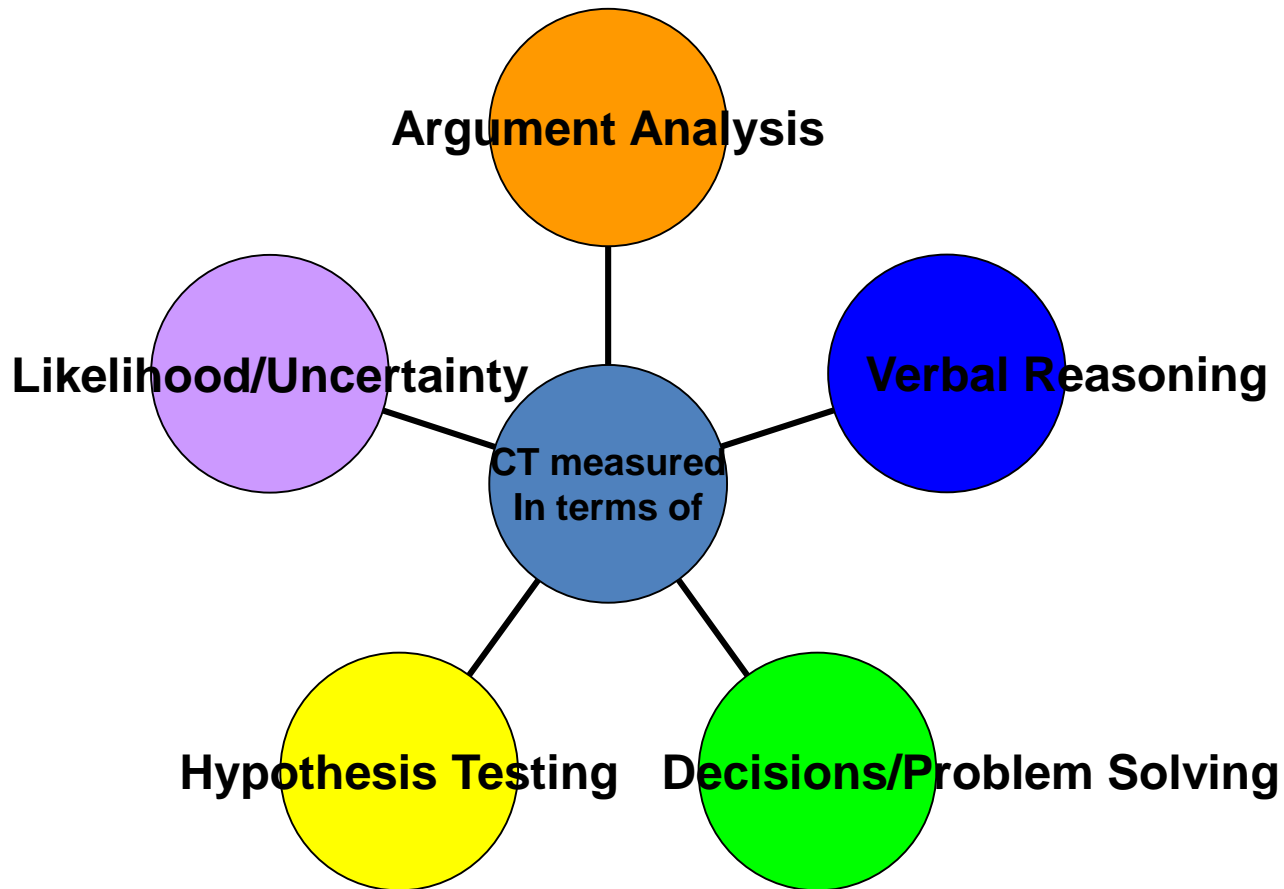 Argument Analysis
Likelihood/Uncertainty
Verbal Reasoning
CT measured
In terms of
Hypothesis Testing
Decisions/Problem Solving